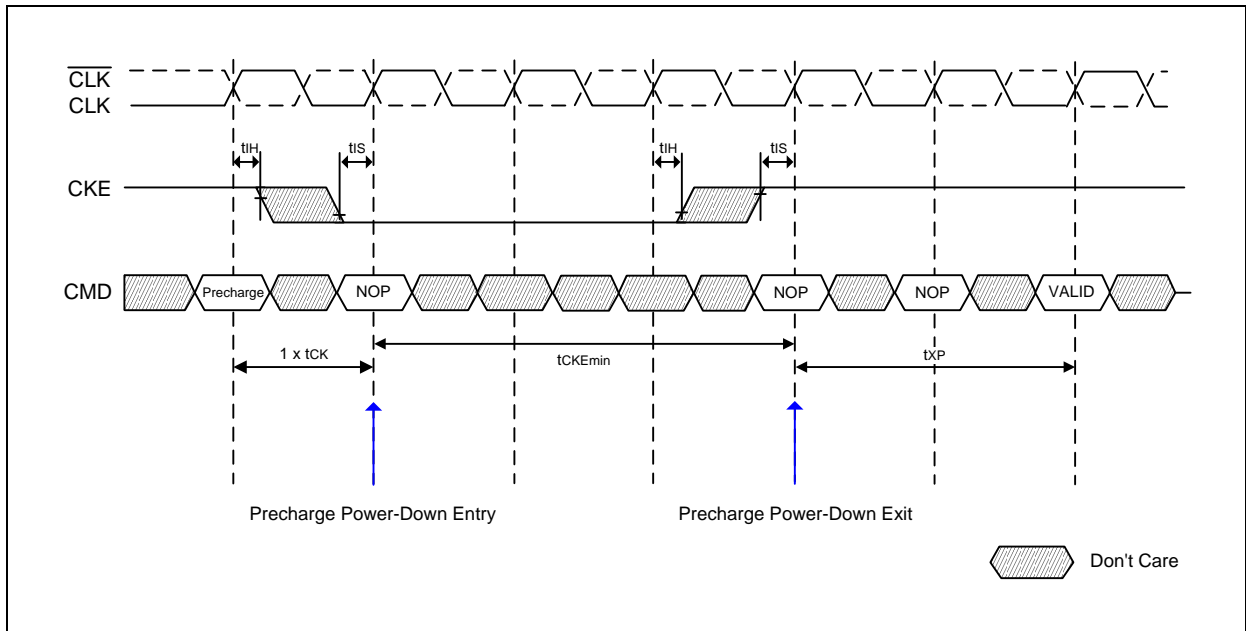 CLK
CLK
tIH
tIS
tIH
tIS
CKE
CMD
Precharge
NOP
NOP
NOP
VALID
1 x tCK
tCKEmin
tXP
Precharge Power-Down Entry
Precharge Power-Down Exit
Don't Care